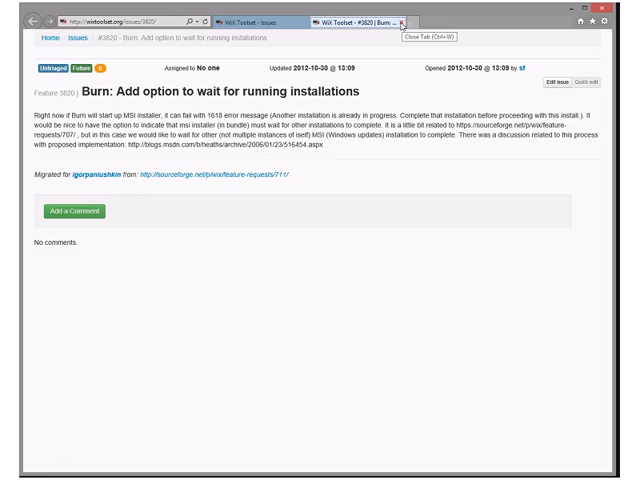 http://wixtoolset.org/issues/3820/
WiX Toolset - Issues
WiX Toolset - #3820 | Burn: ...
Close Tab (Ctrl+W)
Home / Issues / #3820 - Burn: Add option to wait for running installations
Untriaged Future 0 Assigned to No one Updated 2012-10-30 @ 13:09 Opened 2012-10-30 @ 13:09 by sf
Edit issue Quick edit
Feature 3820 | Burn: Add option to wait for running installations
Right now if Burn will start up MSI installer, it can fail with 1618 error message (Another installation is already in progress. Complete that installation before proceeding with this install.). It
would be nice to have the option to indicate that msi installer (in bundle) must wait for other installations to complete. It is a little bit related to https://sourceforge.net/p/wix/feature-
requests/707/ , but in this case we would like to wait for other (not multiple instances of iself) MSI (Windows updates) installation to complete. There was a discussion related to this process
with proposed implementation: http://blogs.msdn.com/b/heaths/archive/2006/01/23/516454.aspx
Migrated for igorpaniushkin from: http://sourceforge.net/p/wix/feature-requests/711/
Add a Comment
No comments.